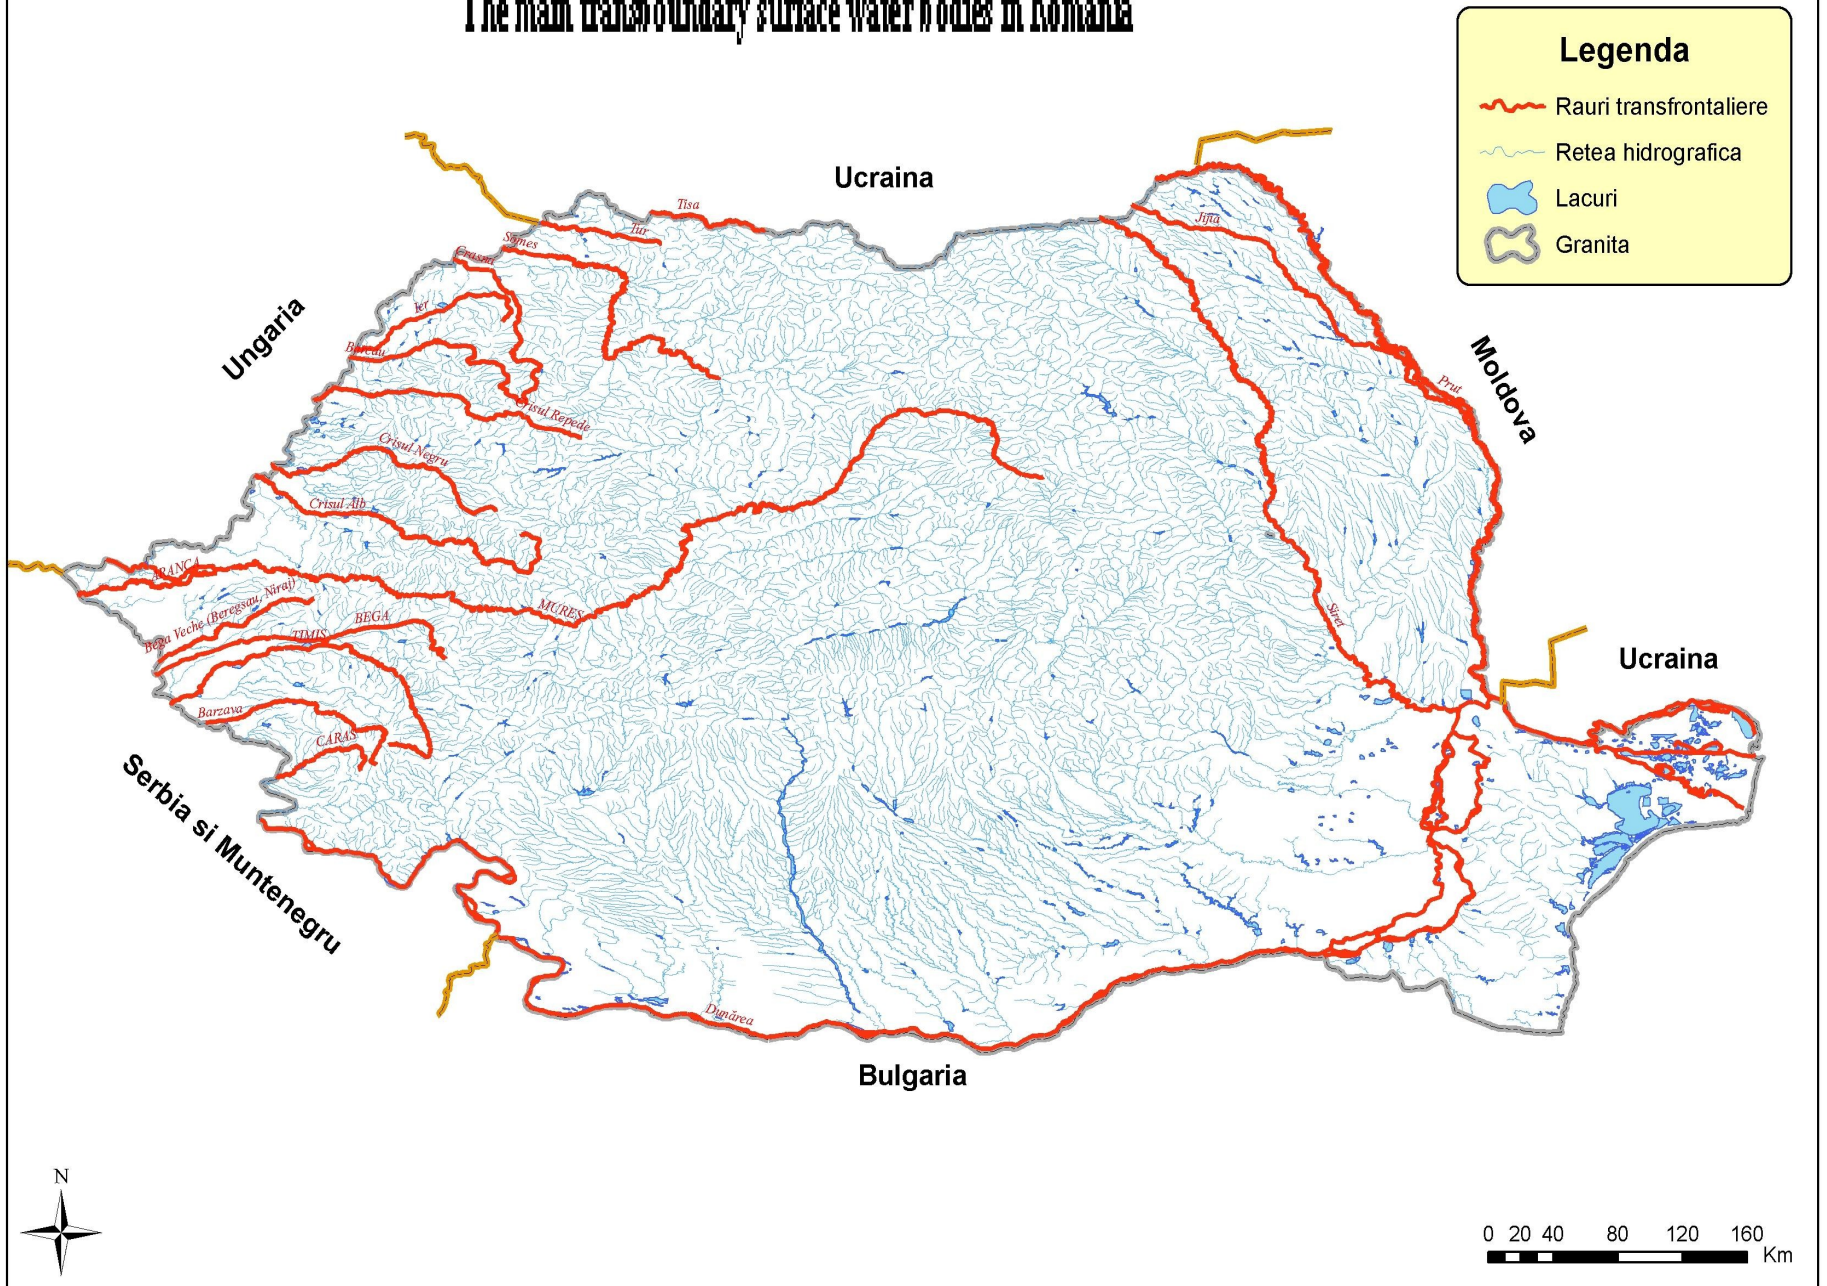 The main transboundary surface water bodies in Romania
Legenda
Rauri transfrontaliere
Retea hidrografica
Lacuri
Granita
Ucraina
Tisa
Tur
Somes
Crasna
Jijia
Ier
Ungaria
Barcau
Moldova
Prut
Crisul Repede
Crisul Negru
Crisul Alb
ARANCA
Bega Veche (Beregsau, Niraj)
MURES
BEGA
TIMIS
Siret
Ucraina
Barzava
CARAS
Serbia si Muntenegru
Dunărea
Bulgaria
N
0 20 40 80 120 160
Km